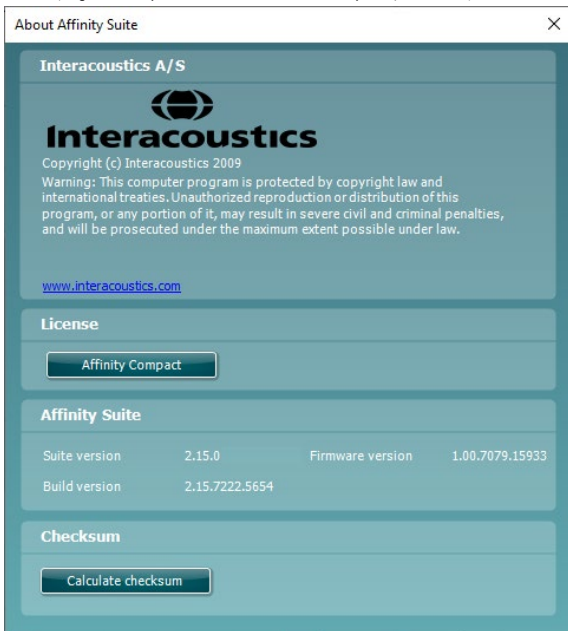 About Affinity Suite
Interacoustics A/S
Interacoustics
Copyright (c) Interacoustics 2009
Warning: This computer program is protected by copyright law and
international treaties. Unauthorized reproduction or distribution of this
program, or any portion of it, may result in severe civil and criminal penalties,
and will be prosecuted under the maximum extent possible under law.
www.interacoustics.com
License
Affinity Compact
Affinity Suite
Suite version 2.15.0 Firmware version 1.00.7079.15933
Build version 2.15.7222.5654
Checksum
Calculate checksum